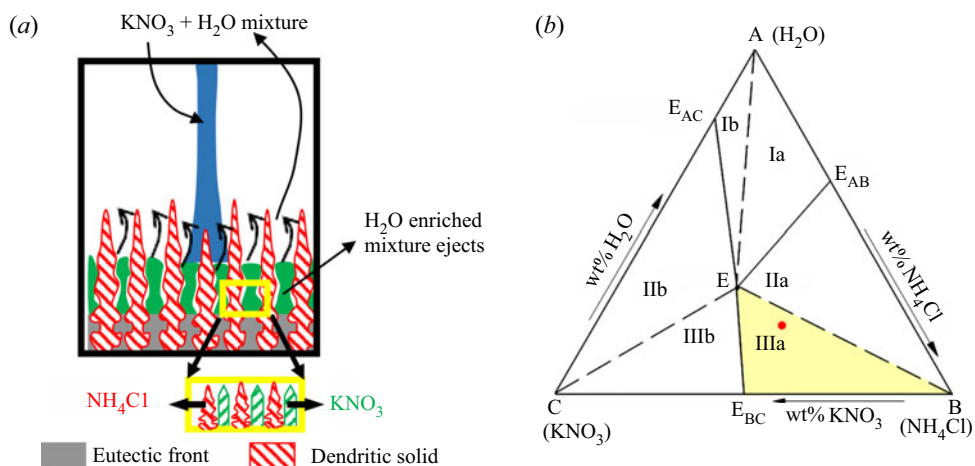 (a)
KNO3 + H2O mixture
H2O enriched
mixture ejects
NH4Cl
KNO3
Eutectic front
Dendritic solid
(b)
A (H2O)
EAC
Ib
Ia
EAB
wt% H2O
wt% NH4Cl
E
IIa
IIb
IIIb
IIIa
C
EBC
wt% KNO3
B
(KNO3)
(NH4Cl)